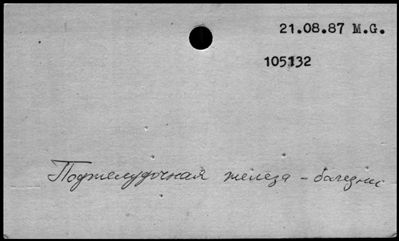 21.08.87 M.G.
105132
Поджелудочная железа - болезни